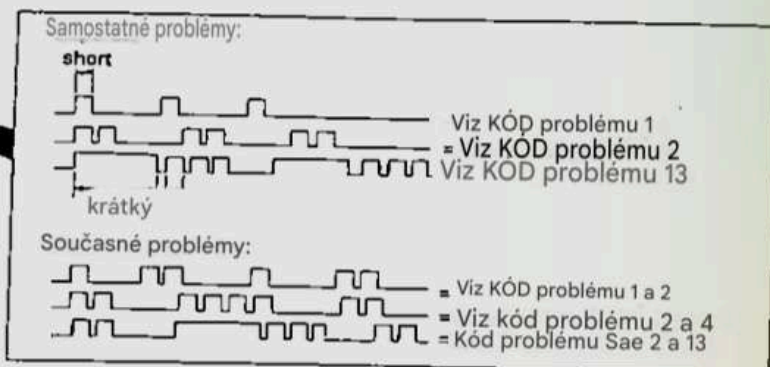 Samostatné problémy:
short
Viz KÓD problému 1
= Viz KÓD problému 2
Viz KÓD problému 13
krátký
Současné problémy:
= Viz KÓD problému 1 a 2
= Viz kód problému 2 a 4
= Kód problému Sae 2 a 13